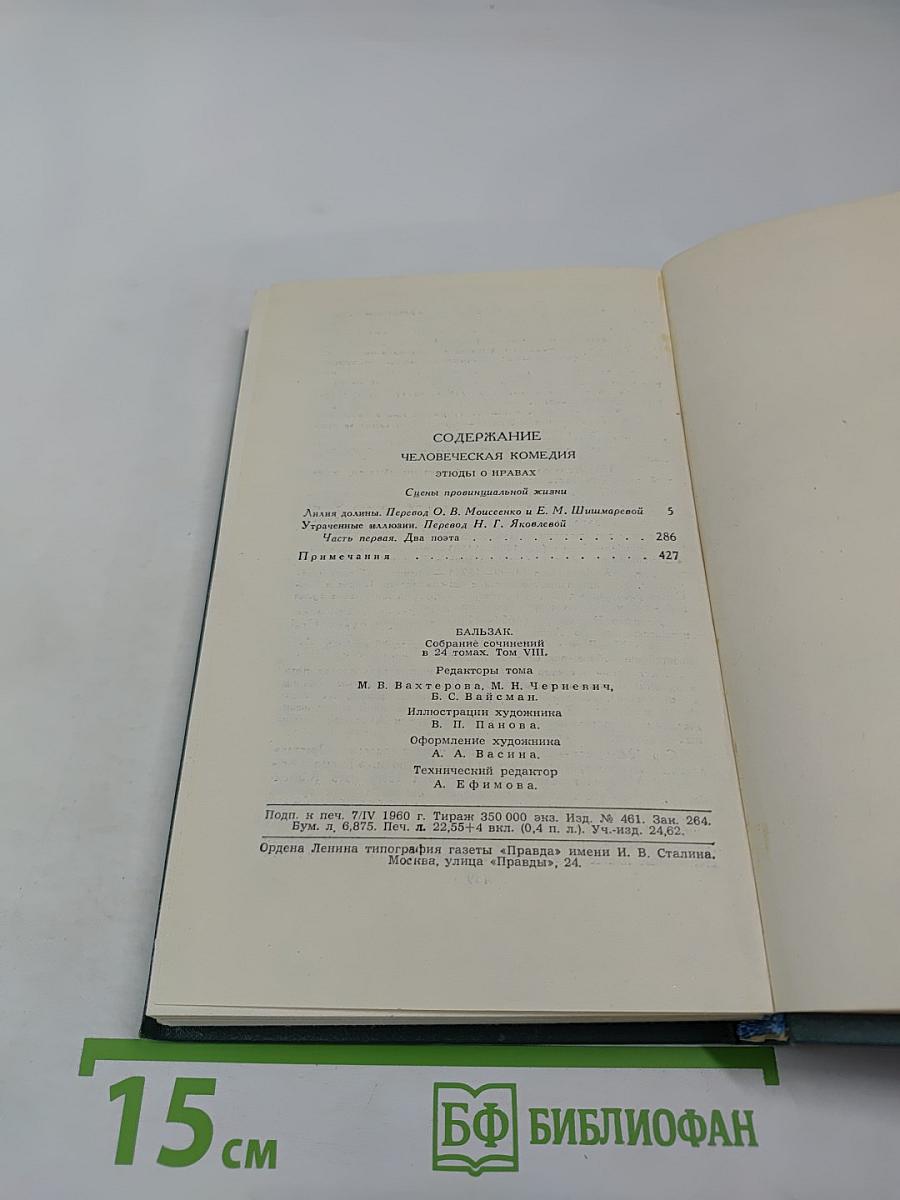 СОДЕРЖАНИЕ
ЧЕЛОВЕЧЕСКАЯ КОМЕДИЯ
ЭТЮДЫ О НРАВАХ
Сцены провинциальной жизни
Лилия долины. Перевод О. В. Моисеенко и Е. М. Шишмаревой 5
Утраченные иллюзии. Перевод Н. Г. Яковлевой
Часть первая. Два поэта . . . . . . . . . . . . 286
Примечания . . . . . . . . . . . . . . . . 427
БАЛЬЗАК.
Собрание сочинений
в 24 томах. Том VIII.
Редакторы тома
М. В. Вахтерова, М. Н. Черневич,
Б. С. Вайсман.
Иллюстрации художника
В. П. Панова.
Оформление художника
А. А. Васина.
Технический редактор
А. Ефимова.
Подп. к печ. 7/IV 1960 г. Тираж 350 000 экз. Изд. № 461. Зак. 264.
Бум. л, 6,875. Печ. л. 22,55+4 вкл. (0,4 п. л.). Уч.-изд. 24,62.
Ордена Ленина типография газеты «Правда» имени И. В. Сталина.
Москва, улица «Правды», 24.
15 см
БФ БИБЛИОФАН